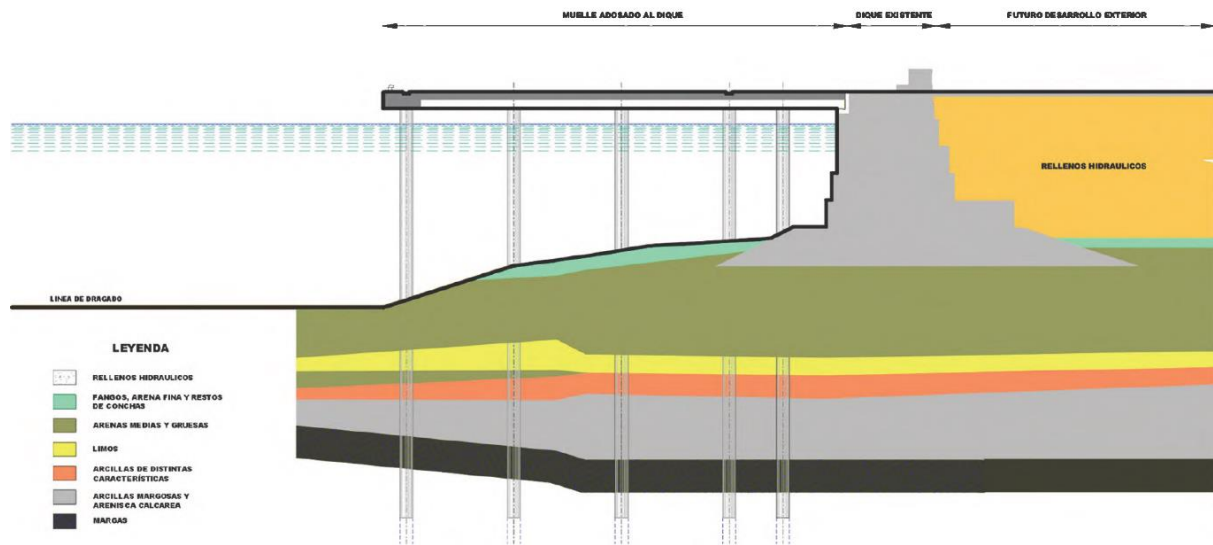 MUELLE ADOSADO AL DIQUE
DIQUE EXISTENTE
FUTURO DESARROLLO EXTERIOR
RELLENOS HIDRAULICOS
LINEA DE DRAGADO
LEYENDA
RELLENOS HIDRAULICOS
FANGOS, ARENA FINA Y RESTOS
DE CONCHAS
ARENAS MEDIAS Y GRUESAS
LIMOS
ARCILLAS DE DISTINTAS
CARACTERÍSTICAS
ARCILLAS MARGOSAS Y
ARENISCA CALCAREA
MARGAS